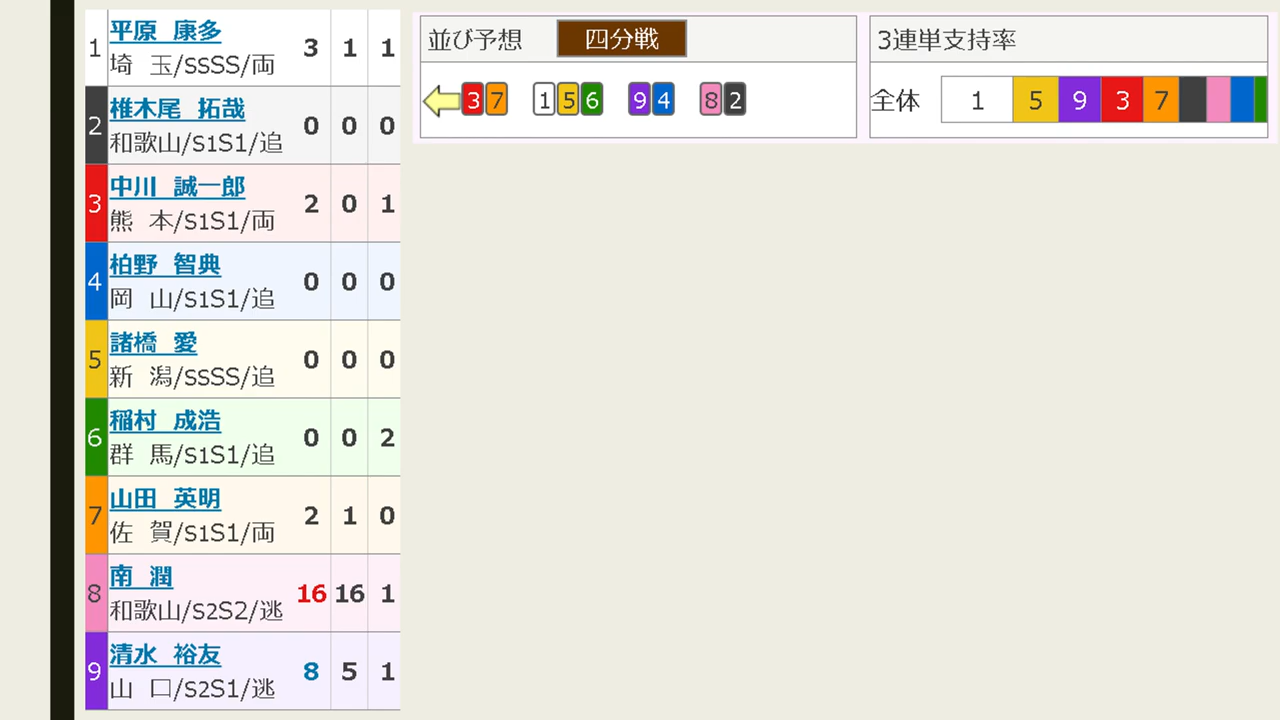 1 平原 康多 3 1 1
埼 玉/SSSS/両
2 椎木尾 拓哉 0 0 0
和歌山/S1S1/追
3 中川 誠一郎 2 0 1
熊 本/S1S1/両
4 柏野 智典 0 0 0
岡 山/S1S1/追
5 諸橋 愛 0 0 0
新 潟/SSSS/追
6 稲村 成浩 0 0 2
群 馬/S1S1/追
7 山田 英明 2 1 0
佐 賀/S1S1/両
8 南 潤 16 16 1
和歌山/S2S2/逃
9 清水 裕友 8 5 1
山 口/S2S1/逃
並び予想 四分戦
3 7 1 5 6 9 4 8 2
3連単支持率
全体 1 5 9 3 7